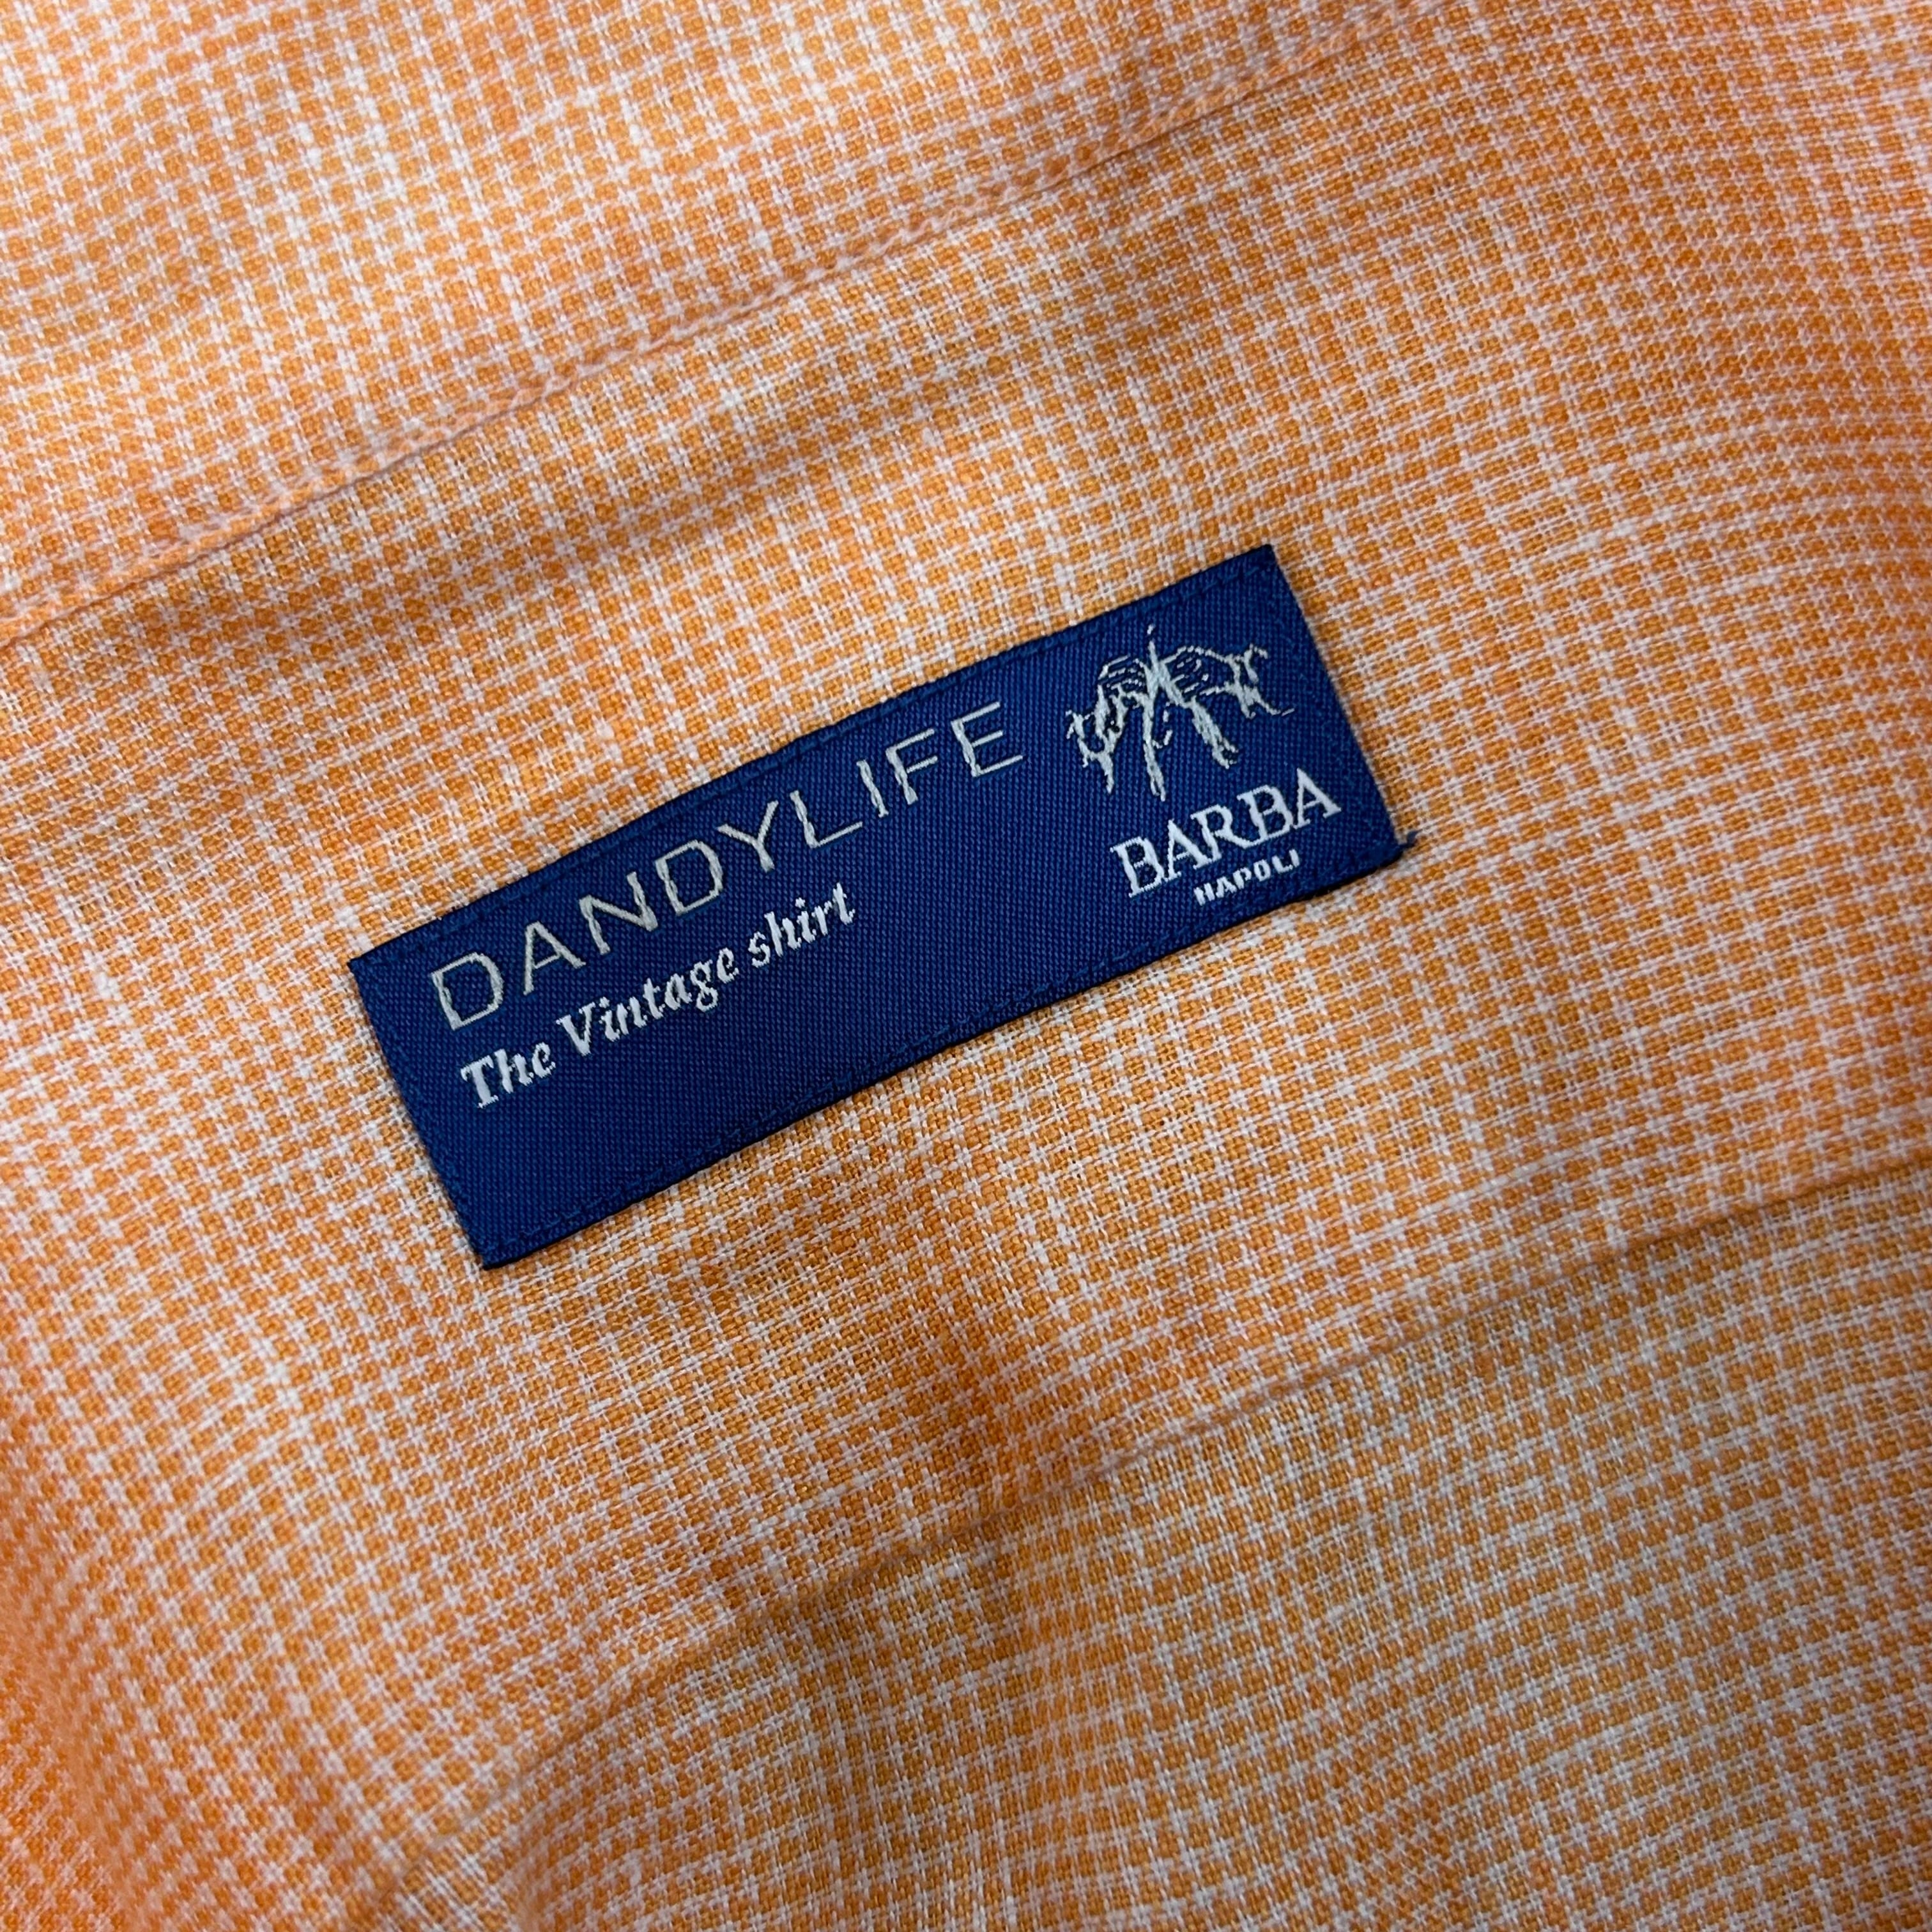 DANDYLIFE
The Vintage shirt
BARBA
NAPOLI